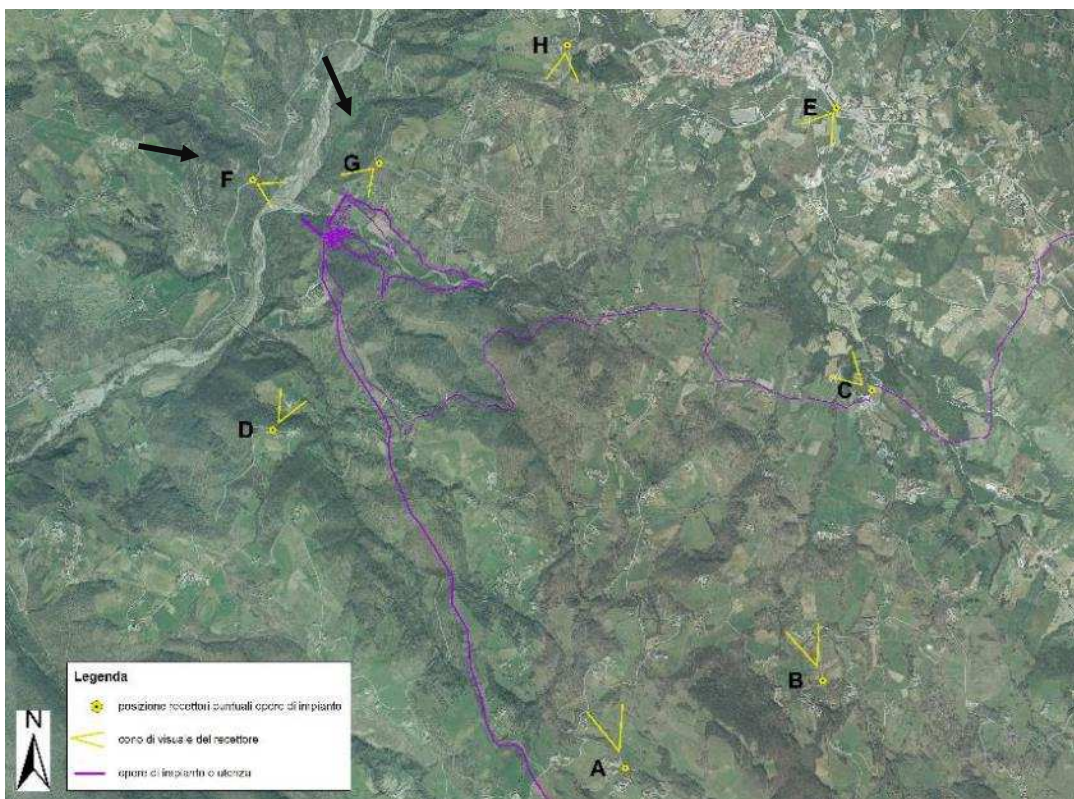 H
E
G
F
C
D
B
A
Legenda
posizione recettori puntuali opere di impianto
cono di visuale del recettore
opere di impianto o utenza
N